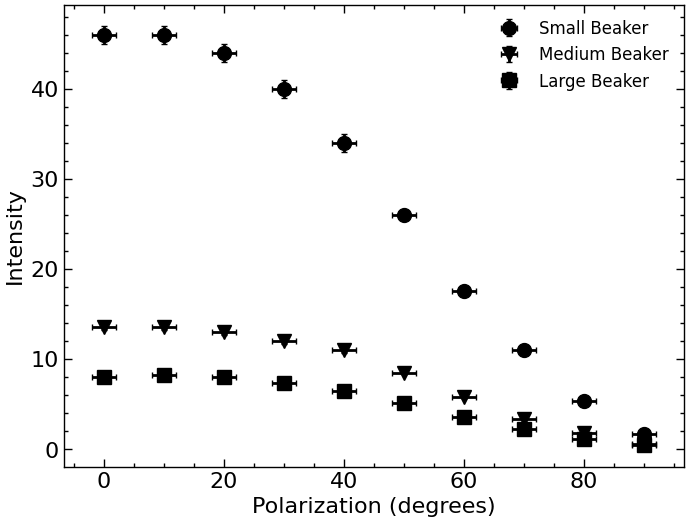 Small Beaker
Medium Beaker
Large Beaker
40
30
20
10
0
Intensity
0 20 40 60 80
Polarization (degrees)